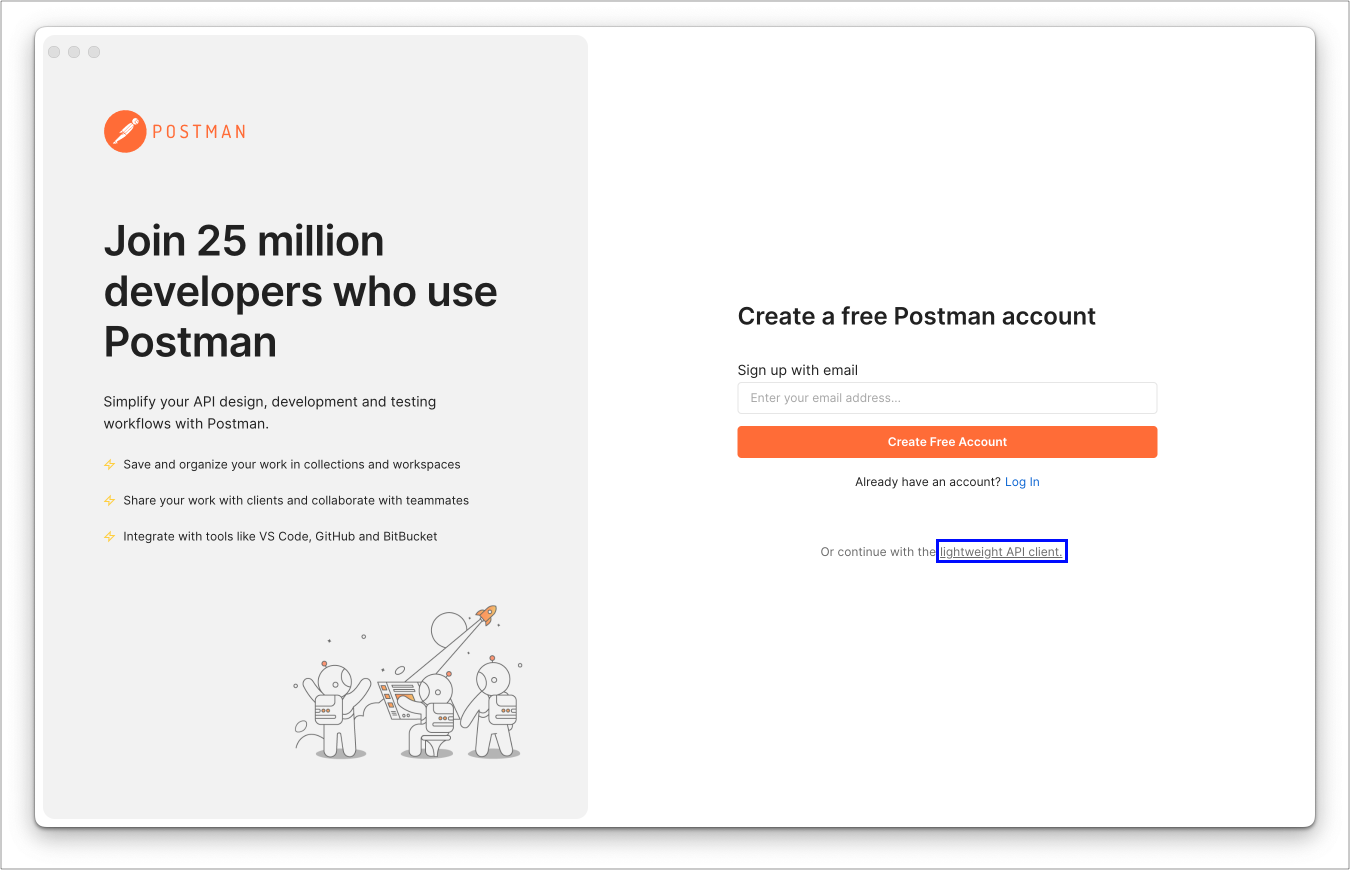 POSTMAN
Join 25 million
developers who use
Postman
Simplify your API design, development and testing
workflows with Postman.
Save and organize your work in collections and workspaces
Share your work with clients and collaborate with teammates
Integrate with tools like VS Code, GitHub and BitBucket
Create a free Postman account
Sign up with email
Enter your email address...
Create Free Account
Already have an account? Log In
Or continue with the lightweight API client.